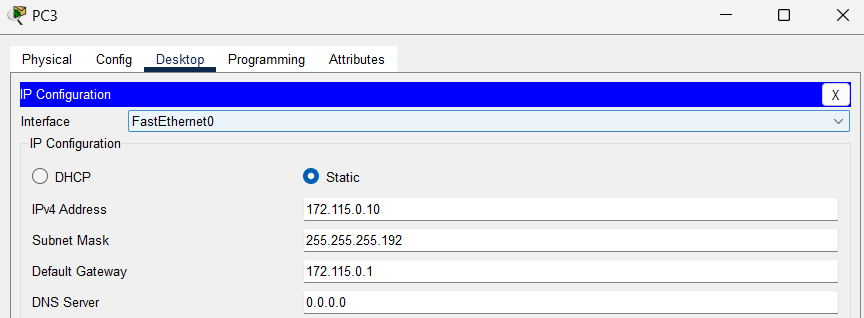 PC3
Physical Config Desktop Programming Attributes
IP Configuration X
Interface FastEthernet0
IP Configuration
DHCP Static
IPv4 Address 172.115.0.10
Subnet Mask 255.255.255.192
Default Gateway 172.115.0.1
DNS Server 0.0.0.0